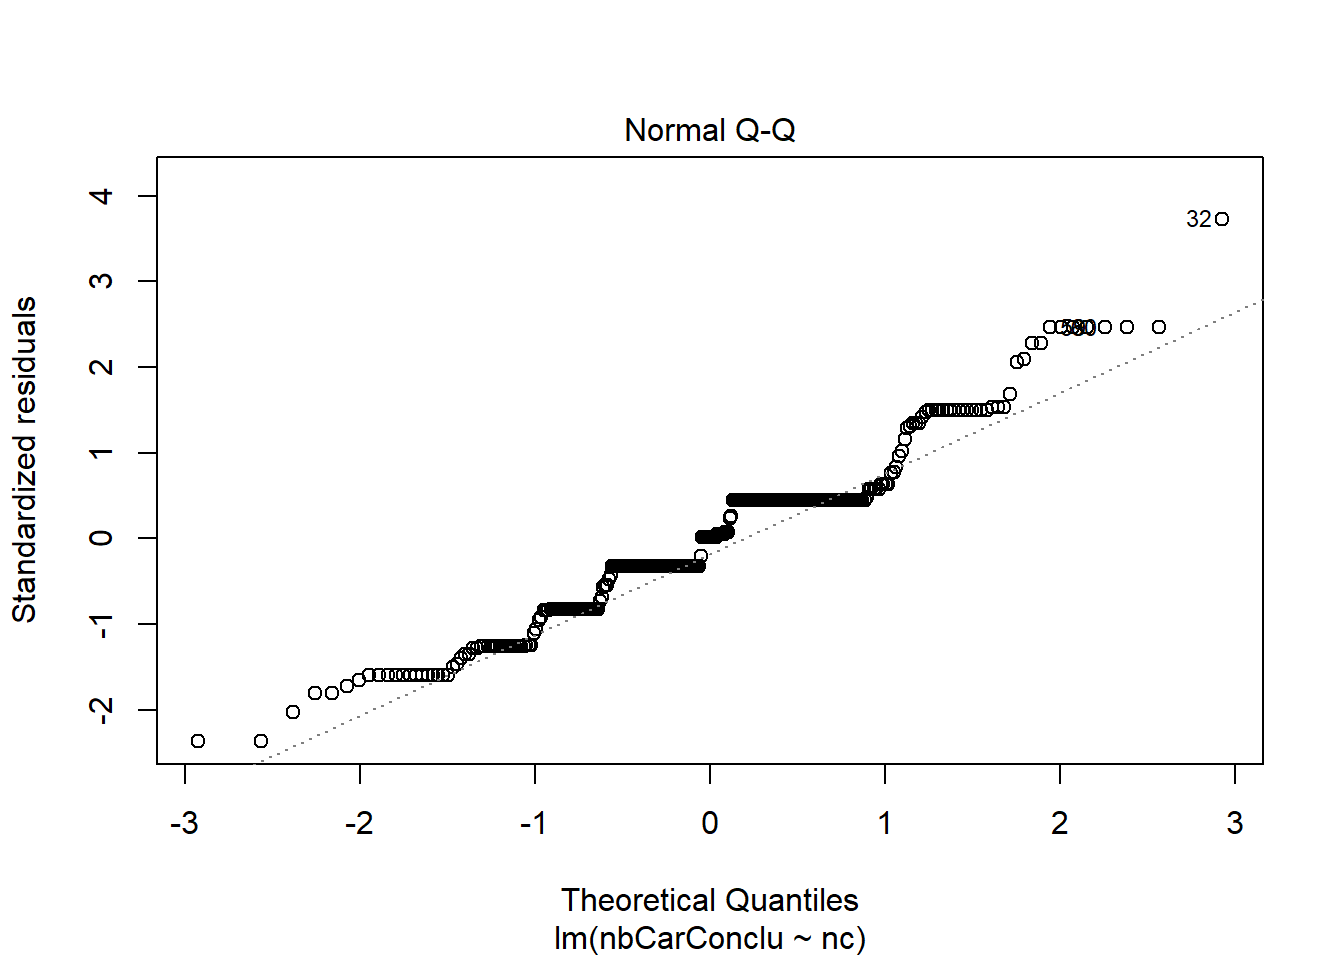 Normal Q-Q
Standardized residuals
4
3
2
1
0
-1
-2
32
-3 -2 -1 0 1 2 3
Theoretical Quantiles
lm(nbCarConclu ~ nc)